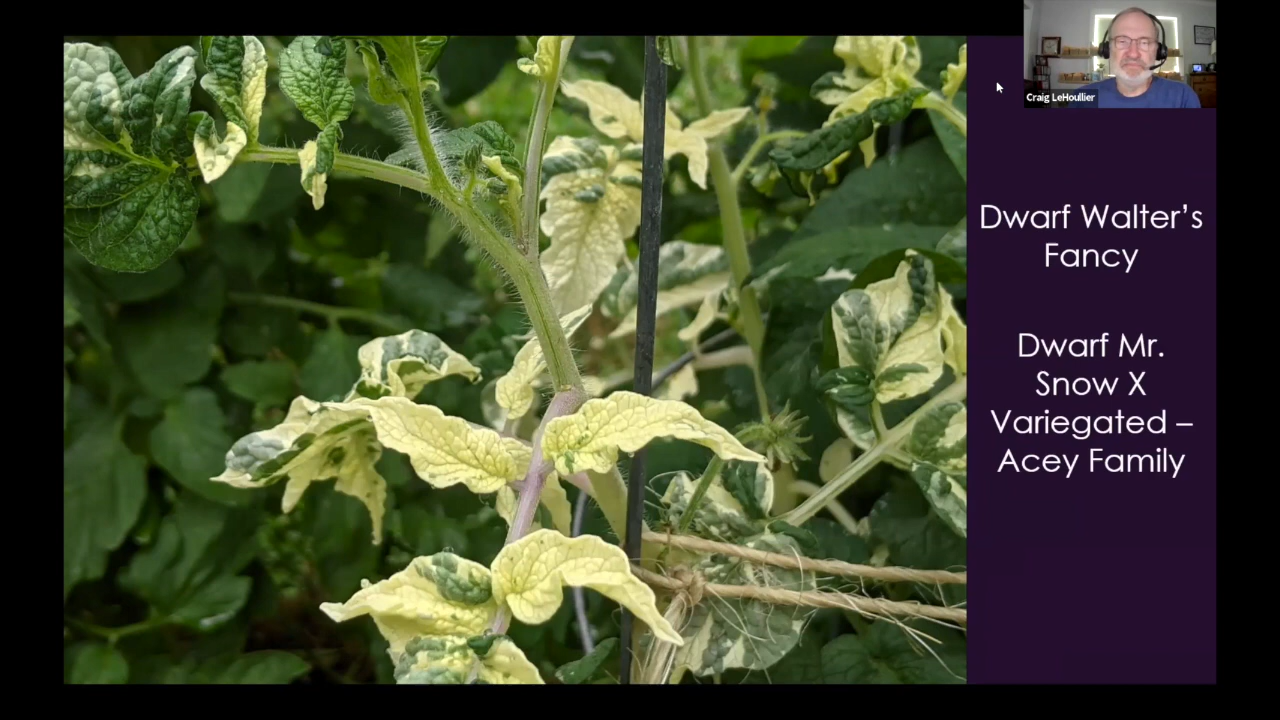 Craig LeHoullier
Dwarf Walter’s
Fancy
Dwarf Mr.
Snow X
Variegated –
Acey Family